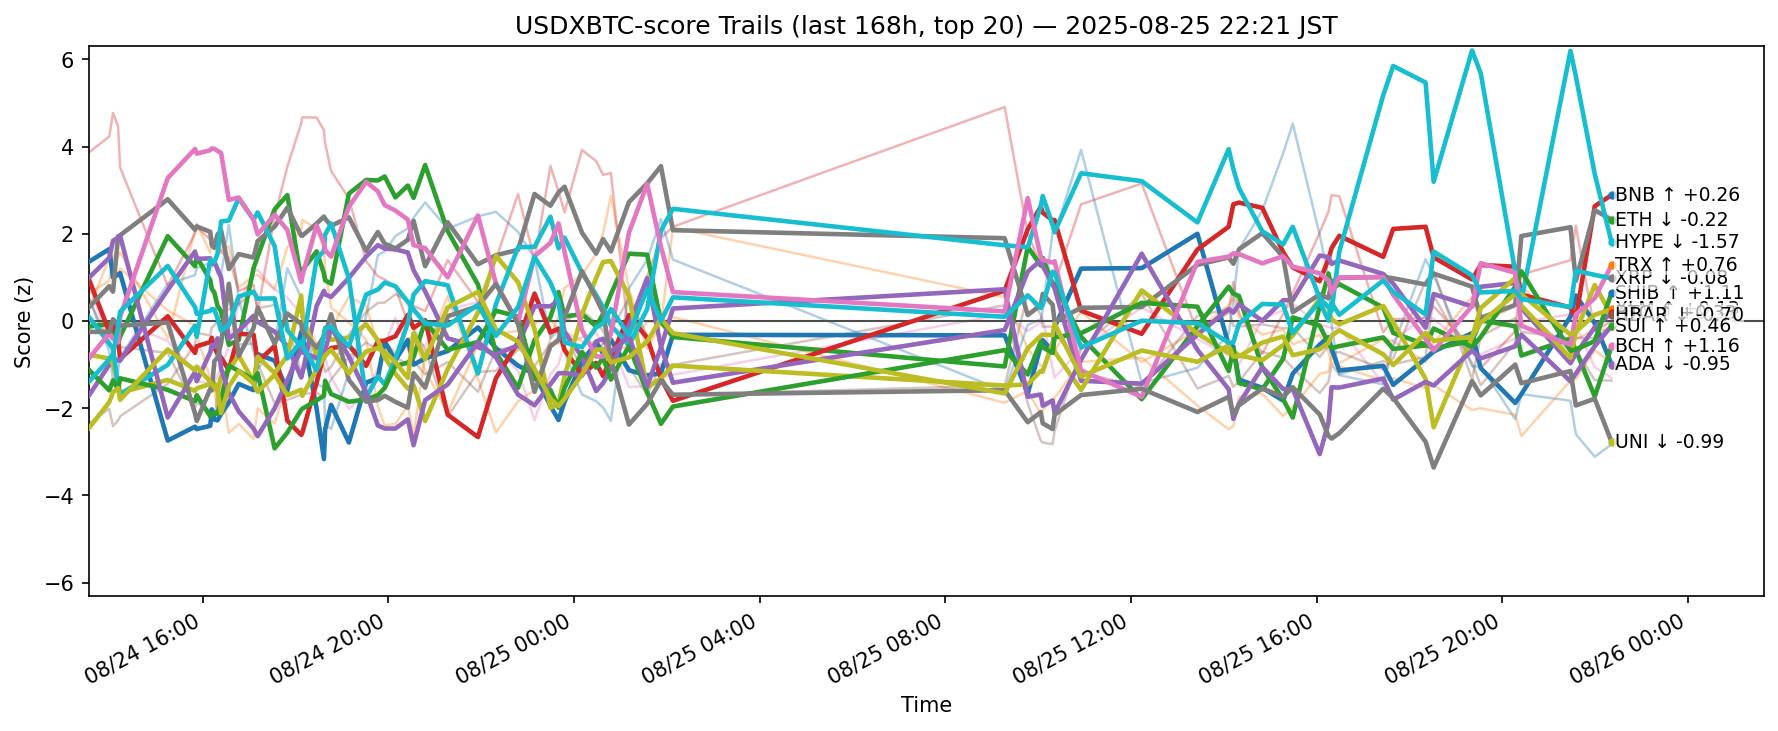 USDXBTC-score Trails (last 168h, top 20) — 2025-08-25 22:21 JST
Score (z)
6
4
2
0
−2
−4
−6
BNB ↑ +0.26
ETH ↓ -0.22
HYPE ↓ -1.57
TRX ↑ +0.76
XRP ↓ -0.08
SHIB ↑ +1.11
HBAR ↓
SUI ↑ +0.46
BCH ↑ +1.16
ADA ↓ -0.95
UNI ↓ -0.99
08/24 16:00
08/24 20:00
08/25 00:00
08/25 04:00
08/25 08:00
08/25 12:00
08/25 16:00
08/25 20:00
08/26 00:00
Time